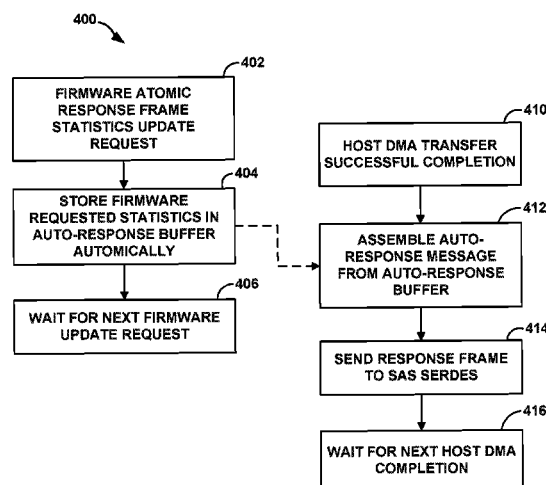 400
402
FIRMWARE ATOMIC
RESPONSE FRAME
STATISTICS UPDATE
REQUEST
404
STORE FIRMWARE
REQUESTED STATISTICS IN
AUTO-RESPONSE BUFFER
AUTOMICALLY
406
WAIT FOR NEXT FIRMWARE
UPDATE REQUEST
410
HOST DMA TRANSFER
SUCCESSFUL COMPLETION
412
ASSEMBLE AUTO-
RESPONSE MESSAGE
FROM AUTO-RESPONSE
BUFFER
414
SEND RESPONSE FRAME
TO SAS SERDES
416
WAIT FOR NEXT HOST DMA
COMPLETION